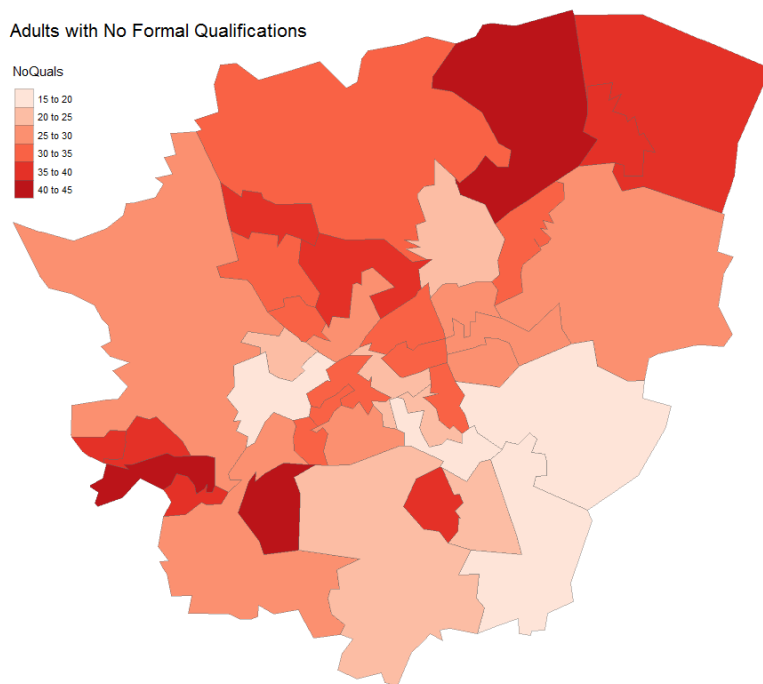 Adults with No Formal Qualifications
NoQuals
15 to 20
20 to 25
25 to 30
30 to 35
35 to 40
40 to 45